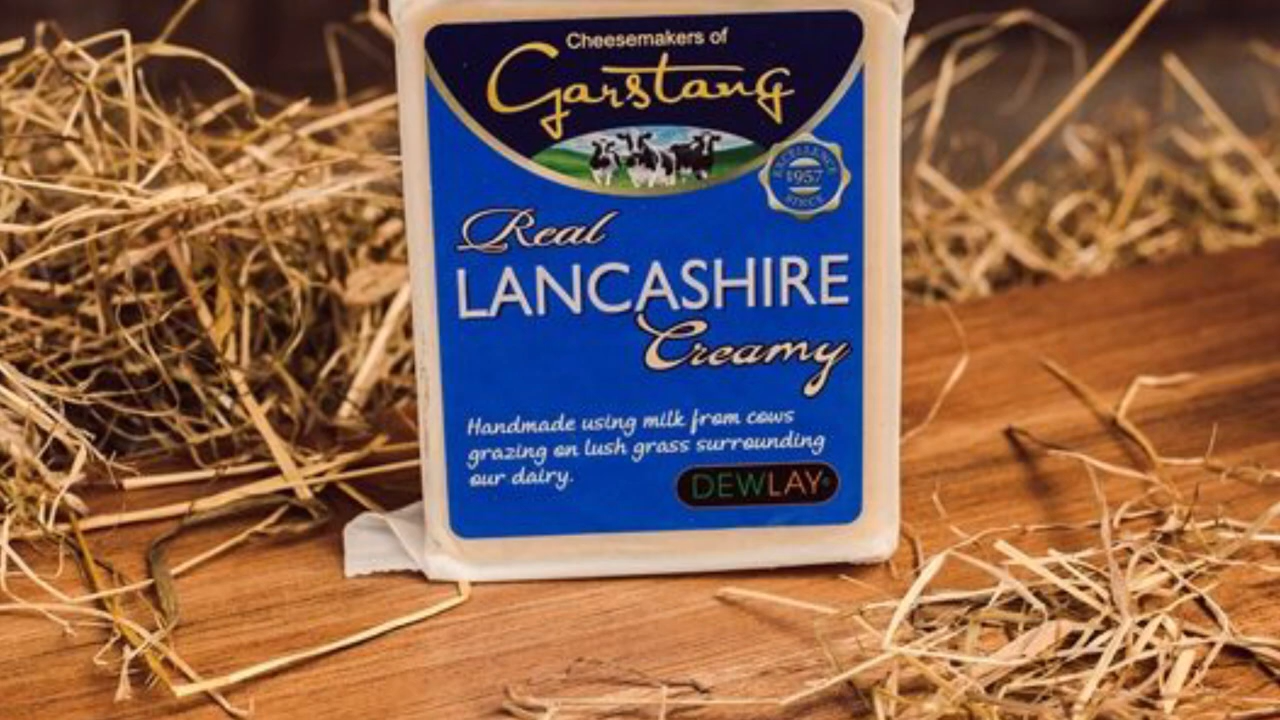 Cheesemakers of
Garstang
EXCELLENCE
1957
SINCE
Real
LANCASHIRE
Creamy
Handmade using milk from cows
grazing on lush grass surrounding
our dairy.
DEWLAY®